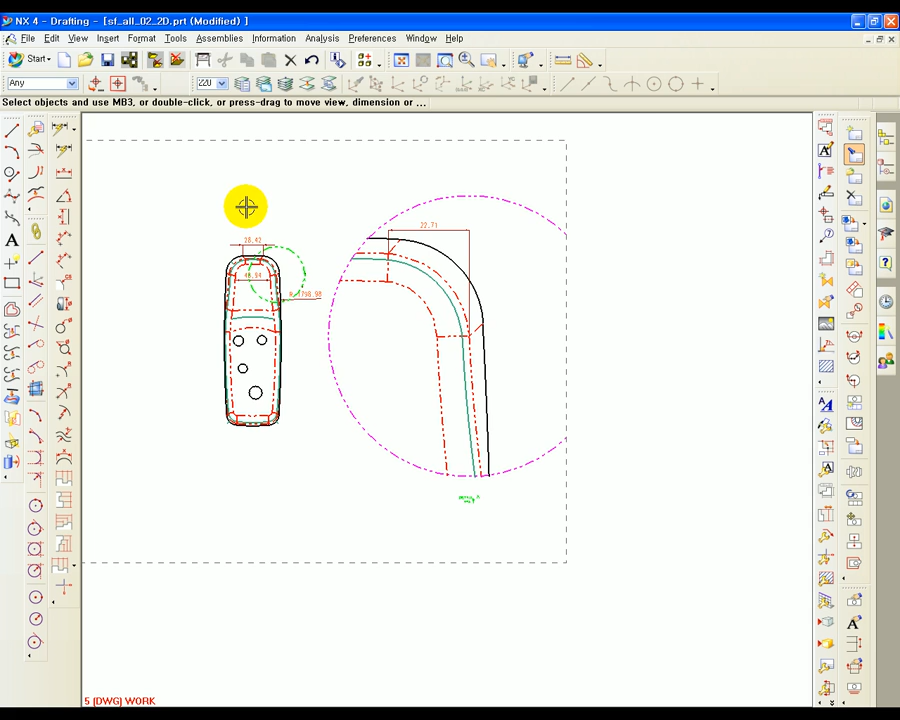 NX 4 - Drafting - [sf_all_02_2D.prt (Modified) ]
File Edit View Insert Format Tools Assemblies Information Analysis Preferences Window Help
Start
Any
220
Select objects and use MB3, or double-click, or press-drag to move view, dimension or ...
28.42
22.71
5 (DWG) WORK